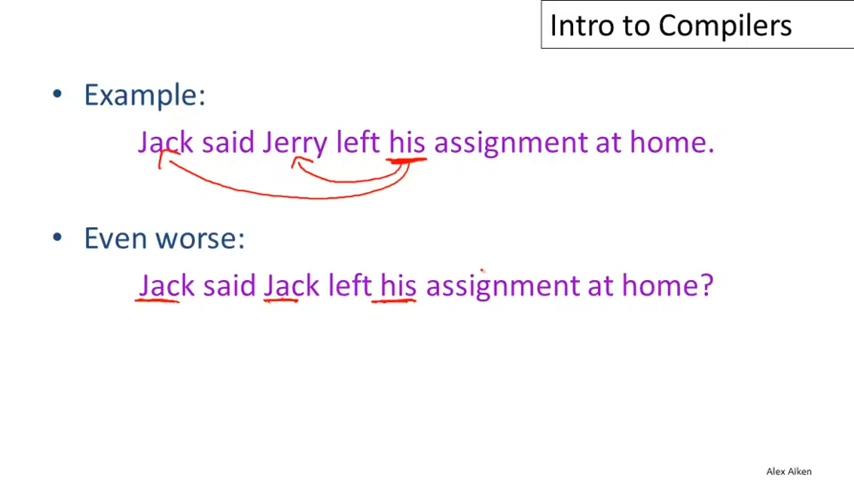 Intro to Compilers
• Example:
Jack said Jerry left his assignment at home.
• Even worse:
Jack said Jack left his assignment at home?
Alex Aiken